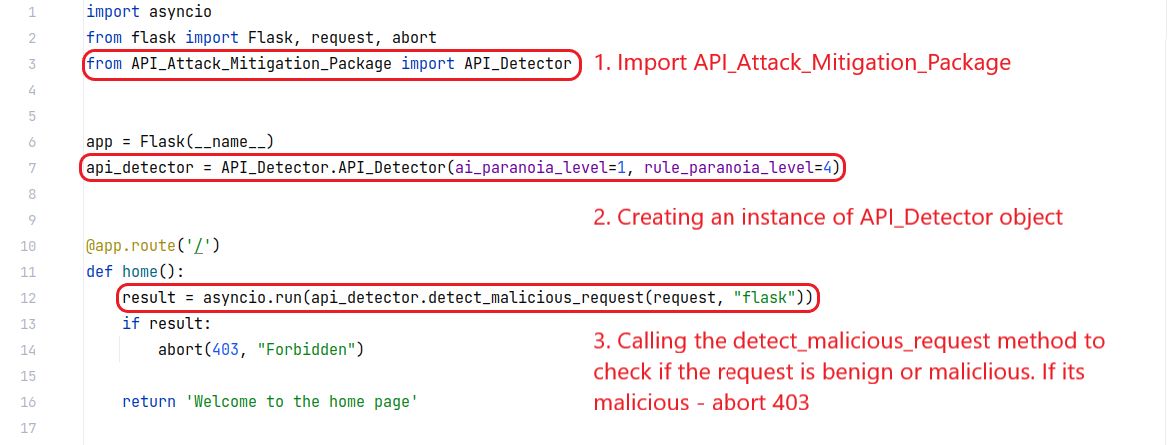 1 import asyncio
2 from flask import Flask, request, abort
3 from API_Attack_Mitigation_Package import API_Detector
1. Import API_Attack_Mitigation_Package
4
5
6 app = Flask(__name__)
7 api_detector = API_Detector.API_Detector(ai_paranoia_level=1, rule_paranoia_level=4)
8
9
2. Creating an instance of API_Detector object
10 @app.route('/')
11 def home():
12     result = asyncio.run(api_detector.detect_malicious_request(request, "flask"))
13     if result:
14         abort(403, "Forbidden")
15
16     return 'Welcome to the home page'
17
3. Calling the detect_malicious_request method to
check if the request is benign or maliclious. If its
malicious - abort 403